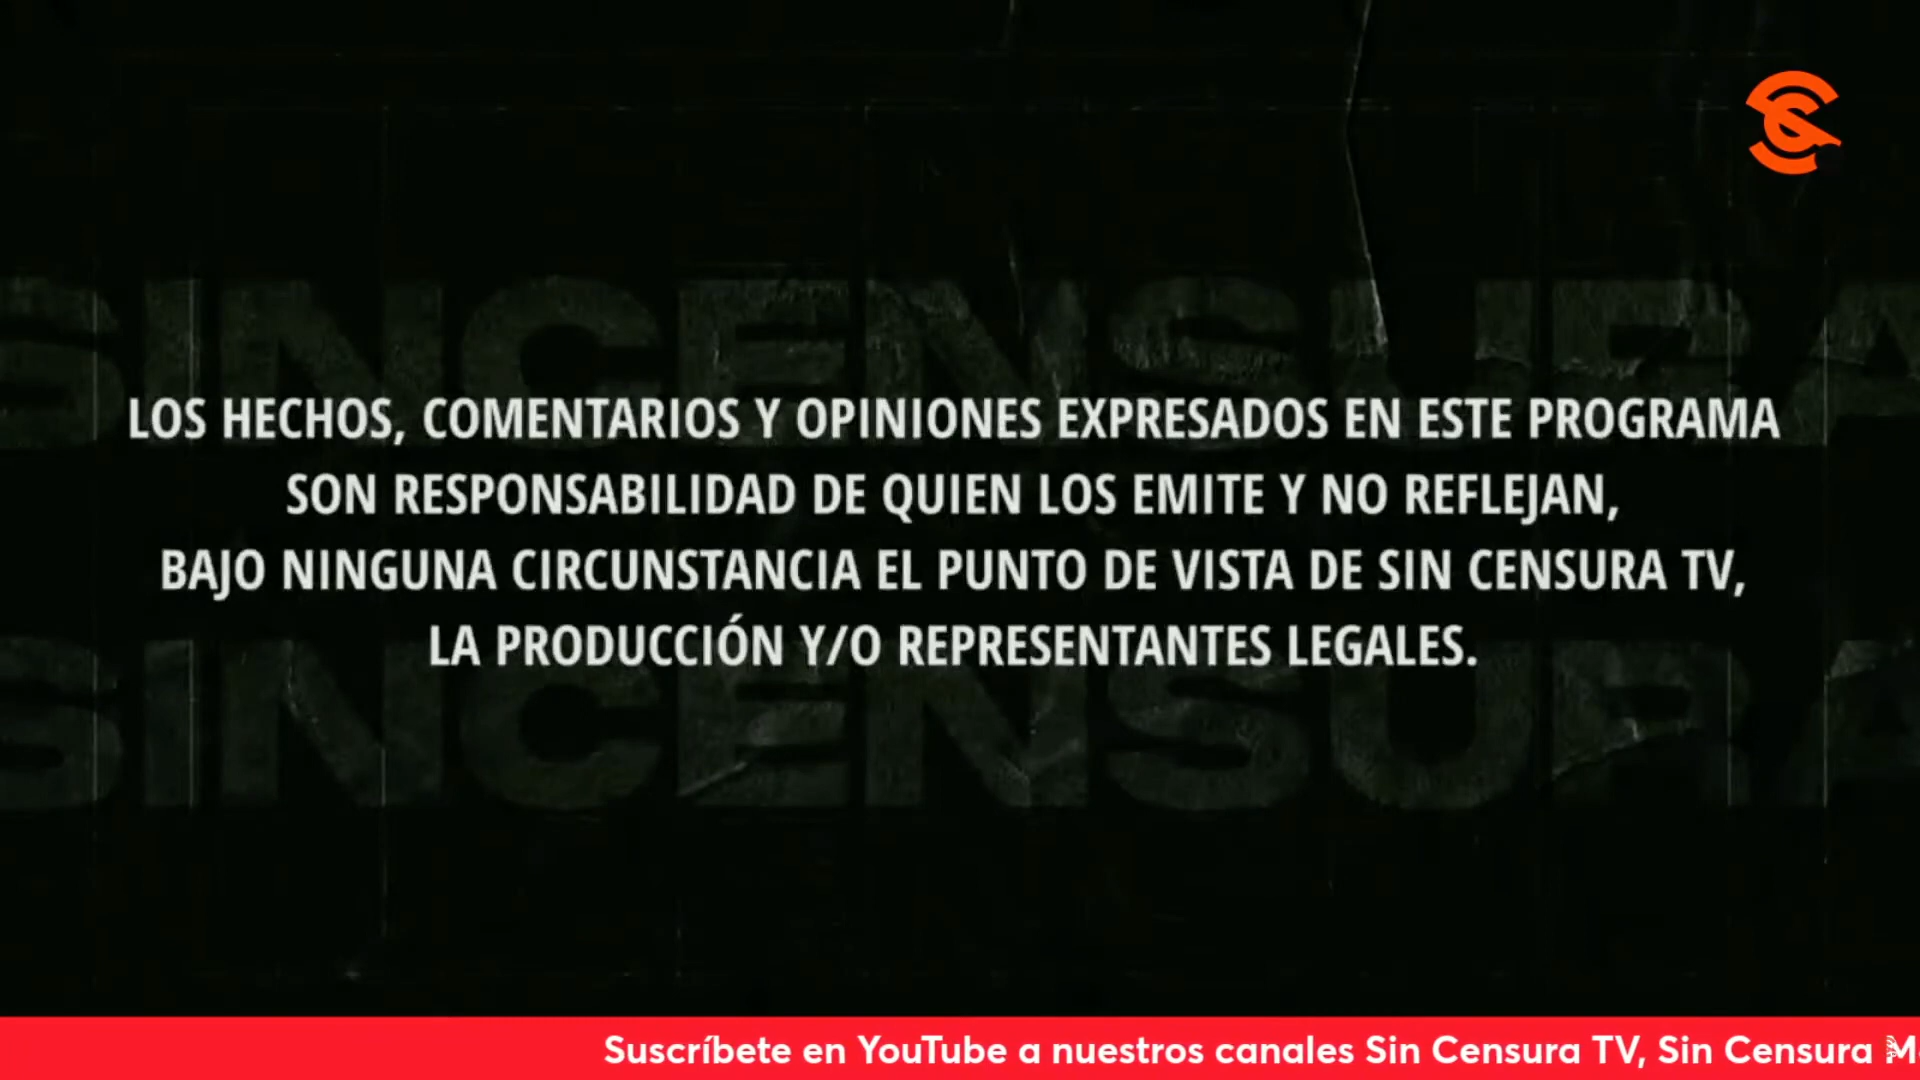 SINCENSURA
LOS HECHOS, COMENTARIOS Y OPINIONES EXPRESADOS EN ESTE PROGRAMA
SON RESPONSABILIDAD DE QUIEN LOS EMITE Y NO REFLEJAN,
BAJO NINGUNA CIRCUNSTANCIA EL PUNTO DE VISTA DE SIN CENSURA TV,
LA PRODUCCIÓN Y/O REPRESENTANTES LEGALES.
SINCENSURA
Suscríbete en YouTube a nuestros canales Sin Censura TV, Sin Censura